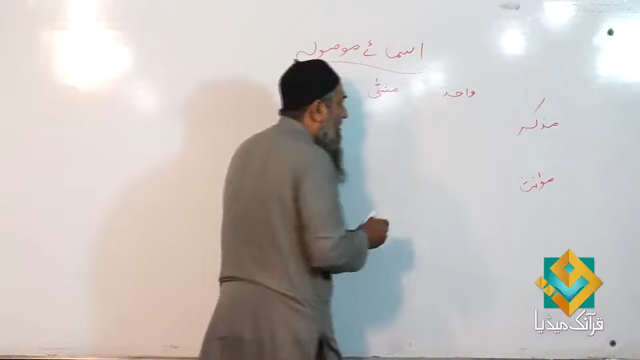 اسمائے موصولہ
واحد مثنیٰ
مذکر
مؤنث
قرآنک میڈیا